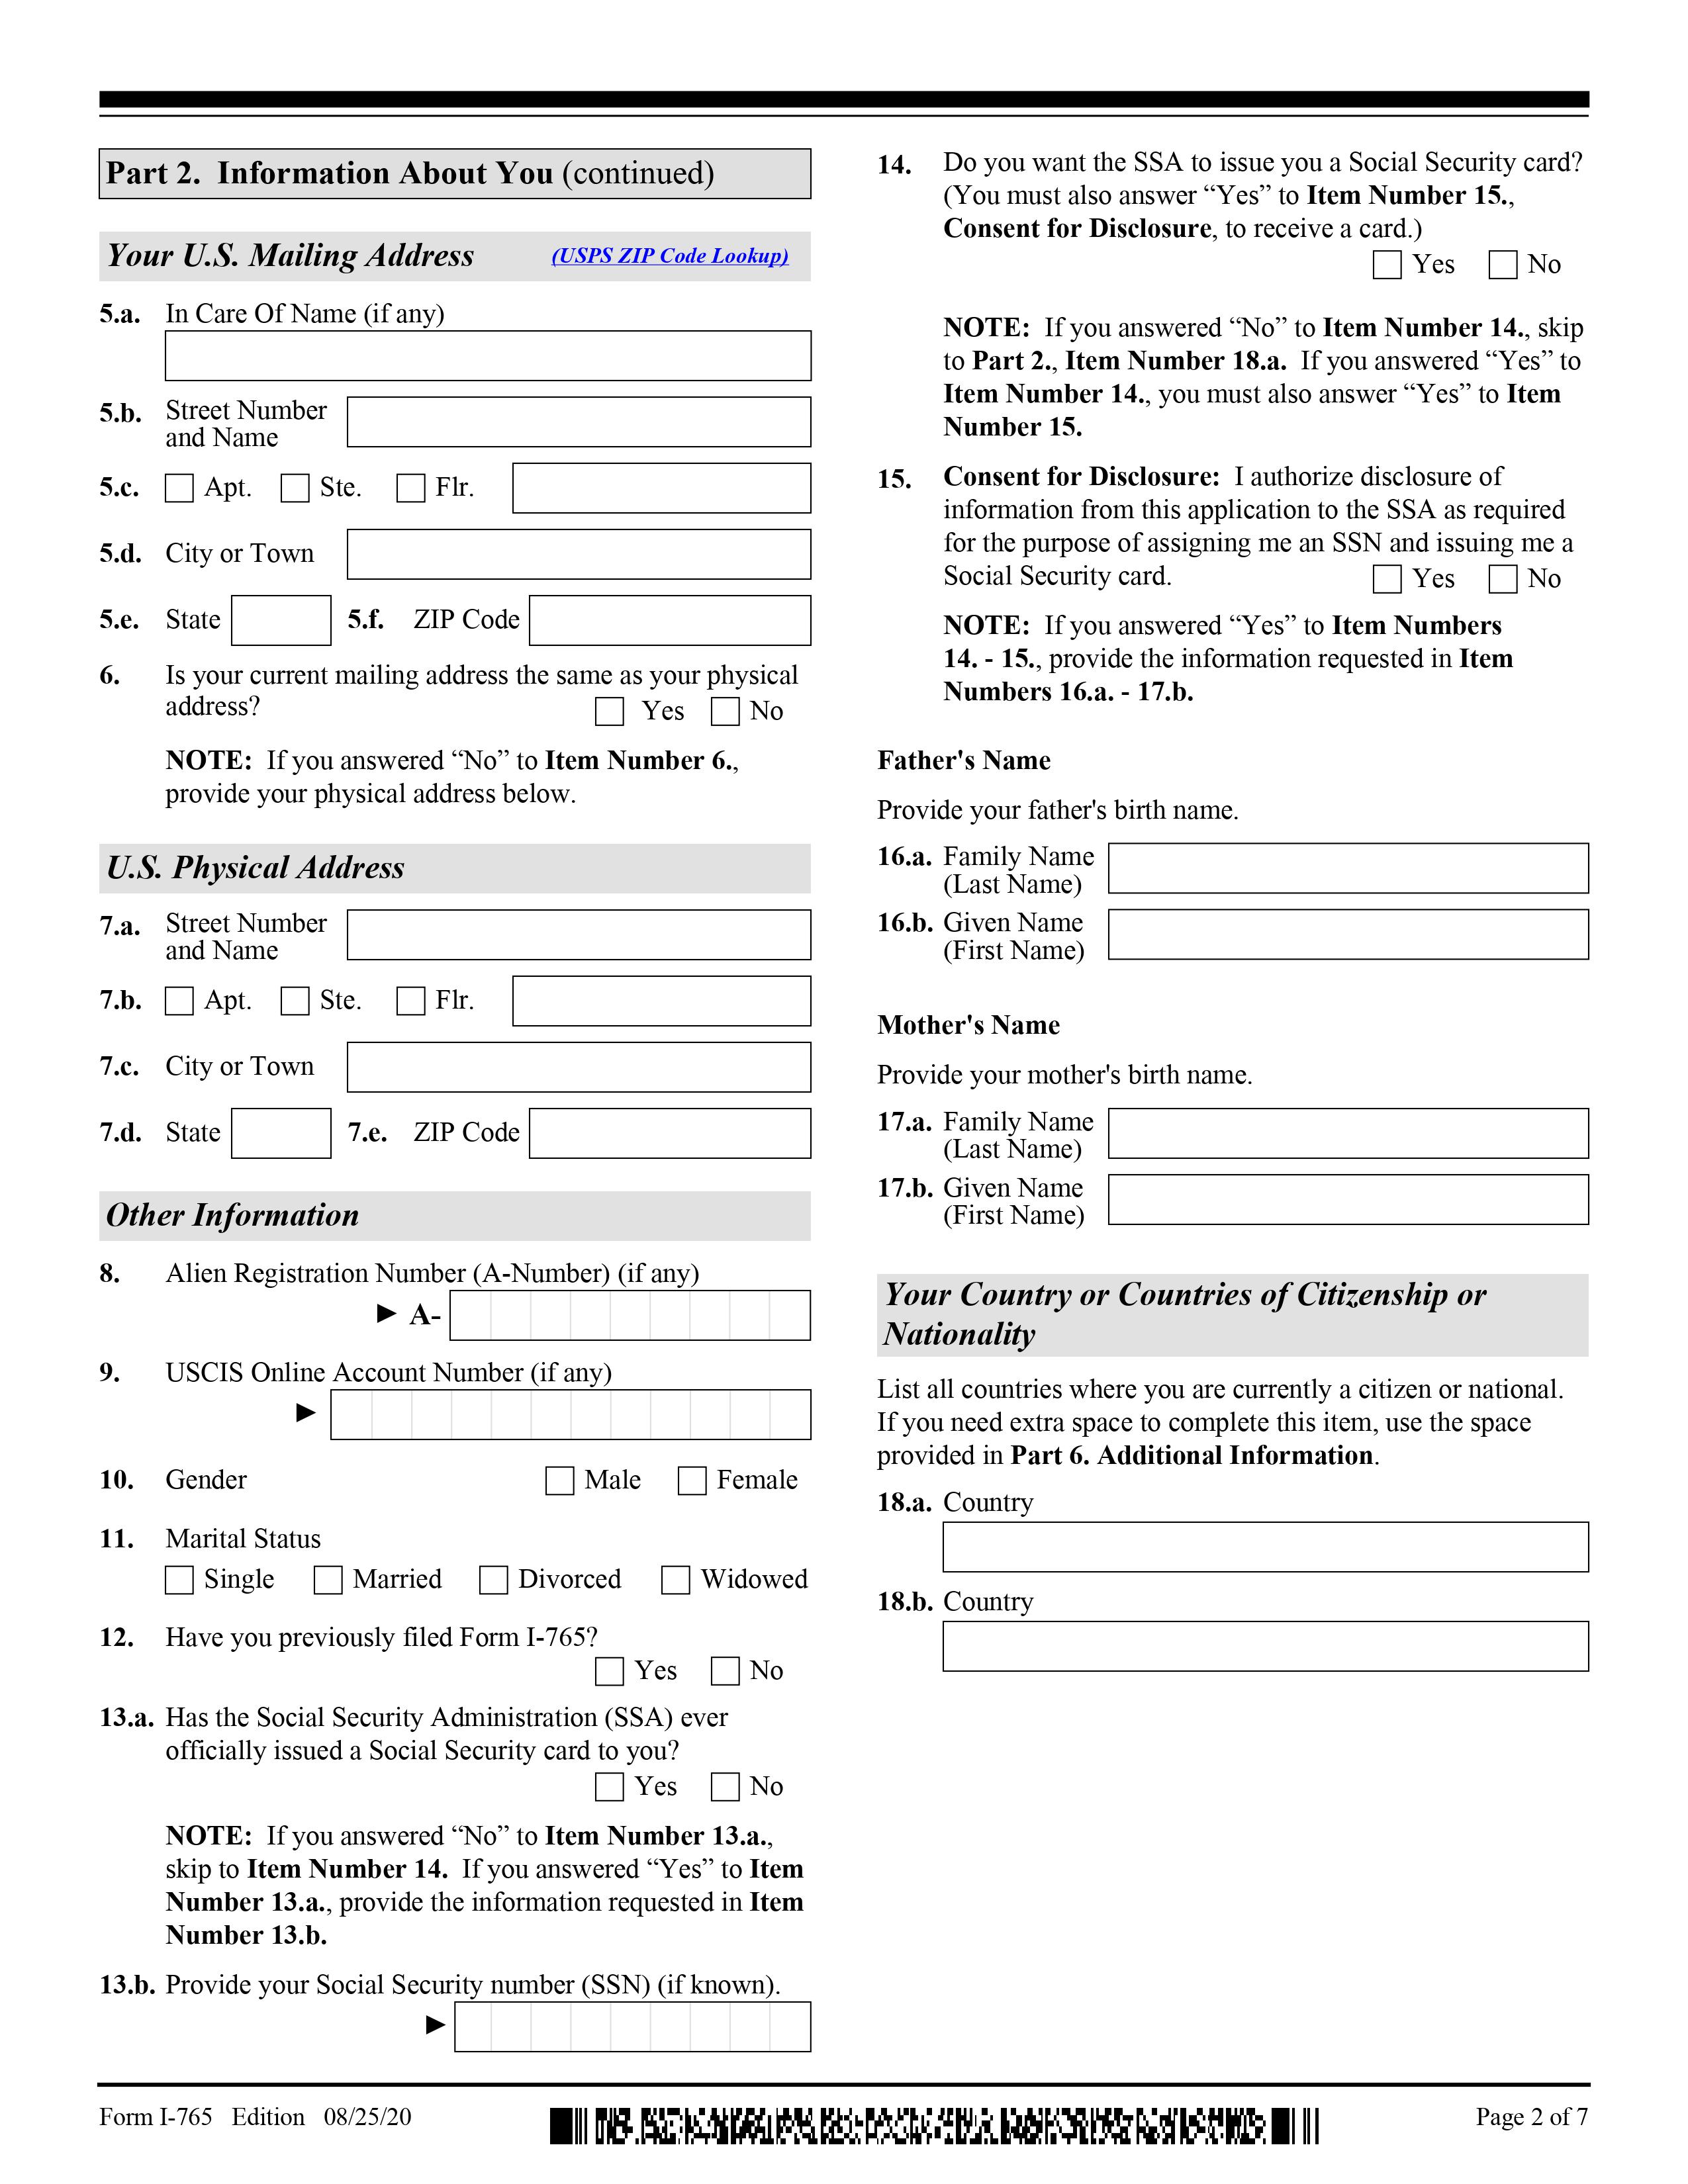 Part 2. Information About You (continued)
Your U.S. Mailing Address (USPS ZIP Code Lookup)
5.a. In Care Of Name (if any)
5.b. Street Number
and Name
5.c. Apt. Ste. Flr.
5.d. City or Town
5.e. State 5.f. ZIP Code
6. Is your current mailing address the same as your physical
address? Yes No
NOTE: If you answered “No” to Item Number 6.,
provide your physical address below.
U.S. Physical Address
7.a. Street Number
and Name
7.b. Apt. Ste. Flr.
7.c. City or Town
7.d. State 7.e. ZIP Code
Other Information
8. Alien Registration Number (A-Number) (if any)
► A-
9. USCIS Online Account Number (if any)
►
10. Gender Male Female
11. Marital Status
Single Married Divorced Widowed
12. Have you previously filed Form I-765?
Yes No
13.a. Has the Social Security Administration (SSA) ever
officially issued a Social Security card to you?
Yes No
NOTE: If you answered “No” to Item Number 13.a.,
skip to Item Number 14. If you answered “Yes” to Item
Number 13.a., provide the information requested in Item
Number 13.b.
13.b. Provide your Social Security number (SSN) (if known).
►
14. Do you want the SSA to issue you a Social Security card?
(You must also answer “Yes” to Item Number 15.,
Consent for Disclosure, to receive a card.)
Yes No
NOTE: If you answered “No” to Item Number 14., skip
to Part 2., Item Number 18.a. If you answered “Yes” to
Item Number 14., you must also answer “Yes” to Item
Number 15.
15. Consent for Disclosure: I authorize disclosure of
information from this application to the SSA as required
for the purpose of assigning me an SSN and issuing me a
Social Security card. Yes No
NOTE: If you answered “Yes” to Item Numbers
14. - 15., provide the information requested in Item
Numbers 16.a. - 17.b.
Father's Name
Provide your father's birth name.
16.a. Family Name
(Last Name)
16.b. Given Name
(First Name)
Mother's Name
Provide your mother's birth name.
17.a. Family Name
(Last Name)
17.b. Given Name
(First Name)
Your Country or Countries of Citizenship or
Nationality
List all countries where you are currently a citizen or national.
If you need extra space to complete this item, use the space
provided in Part 6. Additional Information.
18.a. Country
18.b. Country
Form I-765 Edition 08/25/20 Page 2 of 7